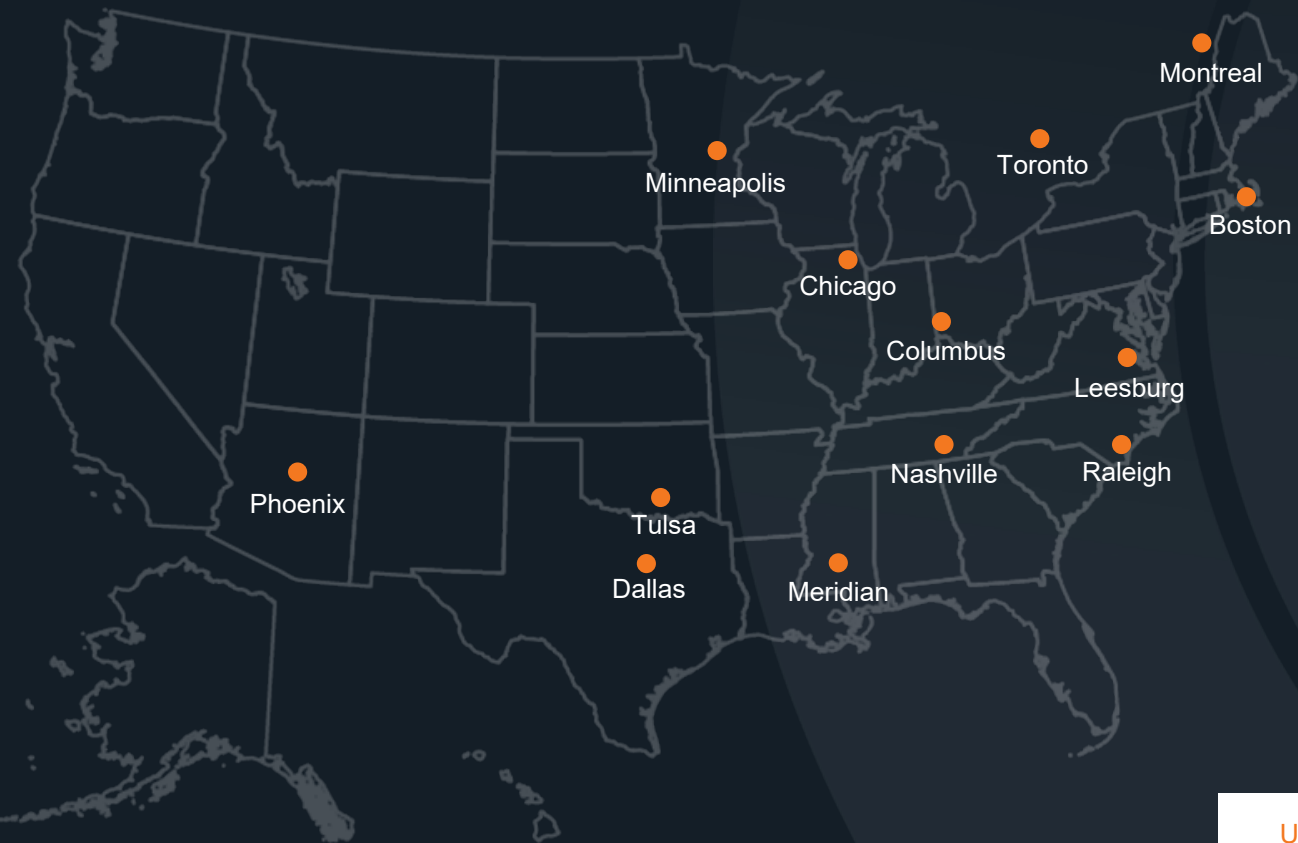 Montreal
Toronto
Minneapolis
Boston
Chicago
Columbus
Leesburg
Nashville
Raleigh
Phoenix
Tulsa
Dallas
Meridian
U